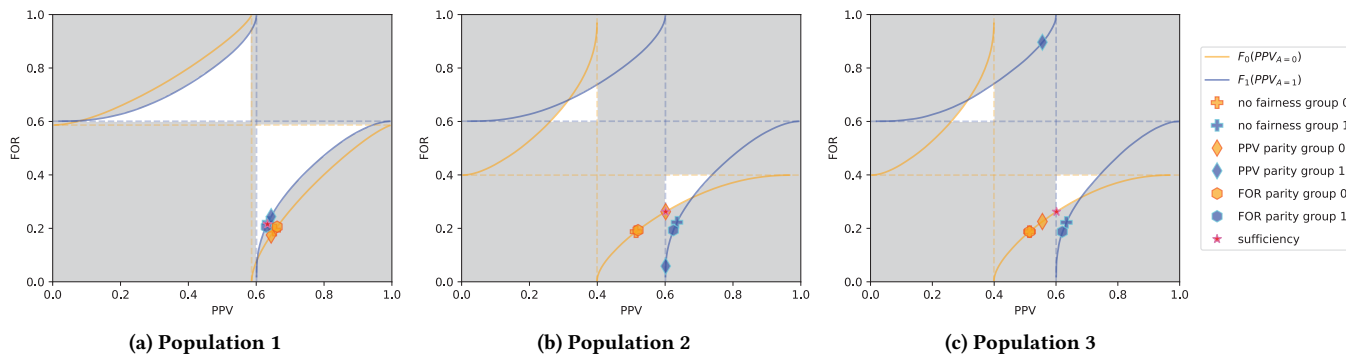 1.0
0.8
0.6
0.4
0.2
0.0
FOR
0.0 0.2 0.4 0.6 0.8 1.0
PPV
(a) Population 1
1.0
0.8
0.6
0.4
0.2
0.0
0.0 0.2 0.4 0.6 0.8 1.0
PPV
(b) Population 2
1.0
0.8
0.6
0.4
0.2
0.0
FOR
0.0 0.2 0.4 0.6 0.8 1.0
PPV
(c) Population 3
F₀(PPV_{A=0})
F₁(PPV_{A=1})
no fairness group 0
no fairness group 1
PPV parity group 0
PPV parity group 1
FOR parity group 0
FOR parity group 1
sufficiency